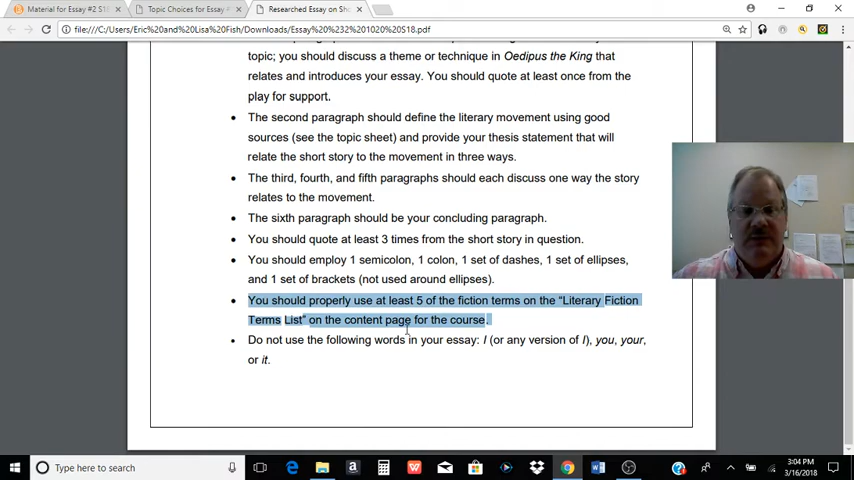 Material for Essay #2 S1
Topic Choices for Essay #
Researched Essay on Sho
file:///C:/Users/Eric%20and%20Lisa%20Fish/Downloads/Essay%20%232%201020%20S18.pdf
topic; you should discuss a theme or technique in Oedipus the King that
relates and introduces your essay. You should quote at least once from the
play for support.
• The second paragraph should define the literary movement using good
sources (see the topic sheet) and provide your thesis statement that will
relate the short story to the movement in three ways.
• The third, fourth, and fifth paragraphs should each discuss one way the story
relates to the movement.
• The sixth paragraph should be your concluding paragraph.
• You should quote at least 3 times from the short story in question.
• You should employ 1 semicolon, 1 colon, 1 set of dashes, 1 set of ellipses,
and 1 set of brackets (not used around ellipses).
• You should properly use at least 5 of the fiction terms on the “Literary Fiction
Terms List” on the content page for the course.
• Do not use the following words in your essay: I (or any version of I), you, your,
or it.
Type here to search
3:04 PM
3/16/2018